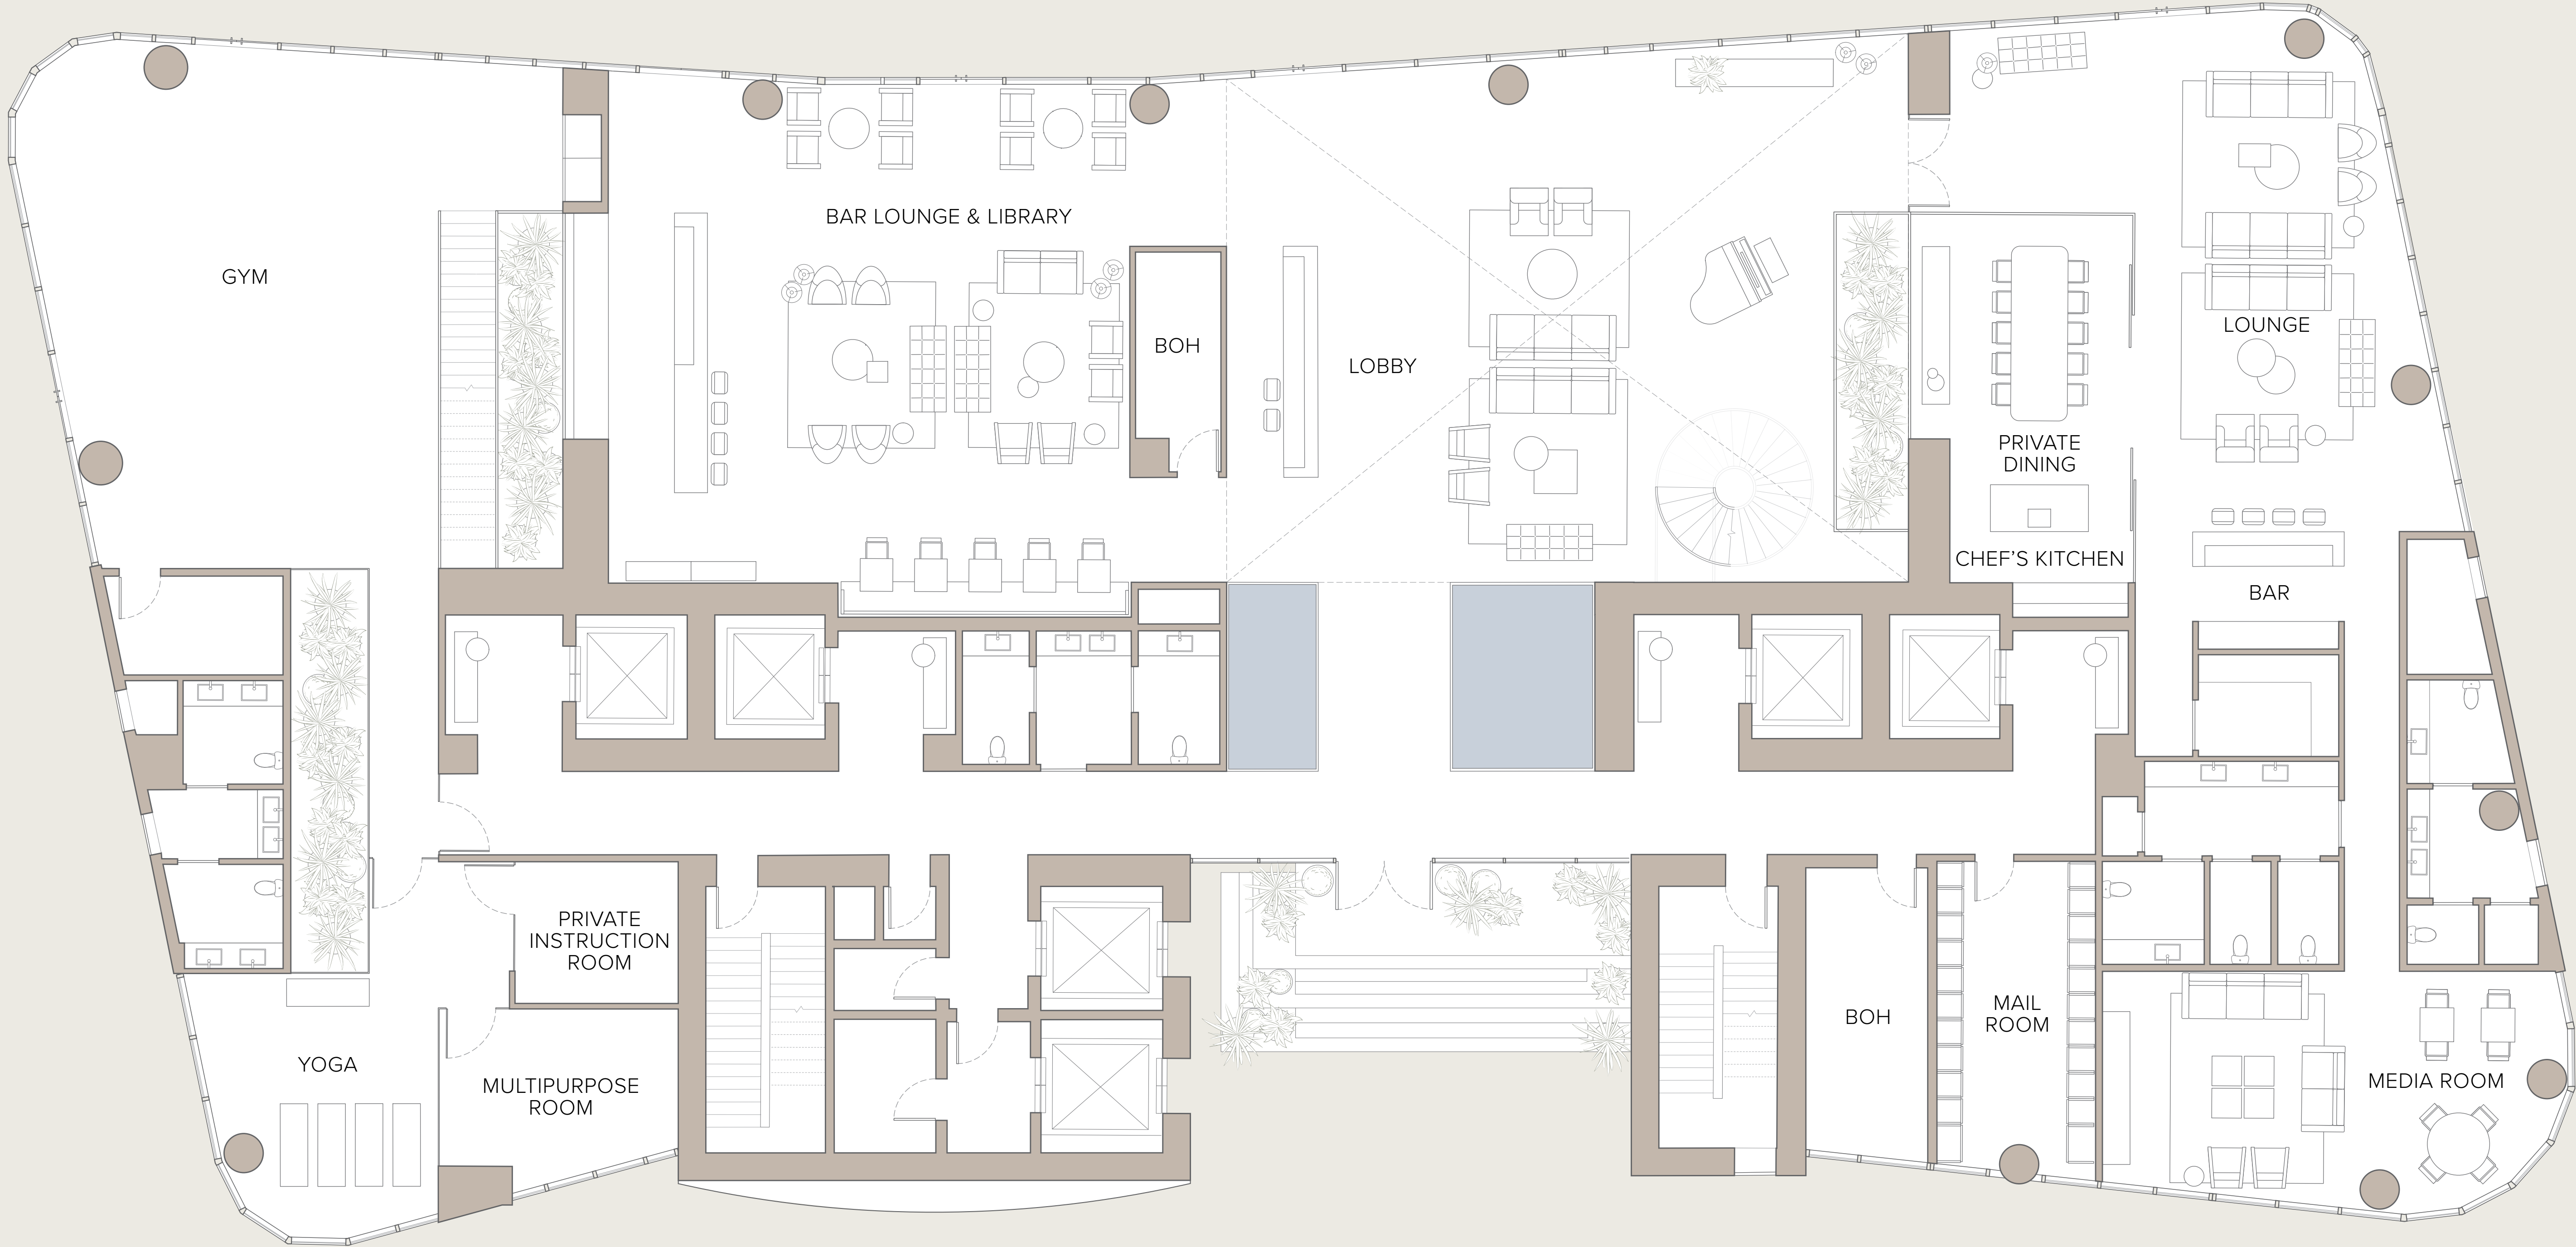 BAR LOUNGE & LIBRARY
GYM
BOH
LOBBY
LOUNGE
PRIVATE
DINING
CHEF'S KITCHEN
BAR
PRIVATE
INSTRUCTION
ROOM
YOGA
MULTIPURPOSE
ROOM
BOH
MAIL
ROOM
MEDIA ROOM